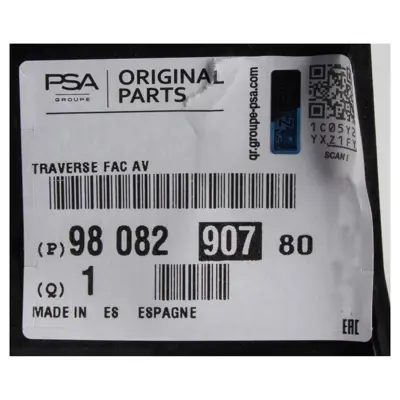 PSA
GROUPE
ORIGINAL
PARTS
qr.groupe-psa.com
1C05Y2
YXZ1FY
SCAN !
TRAVERSE FAC AV
(P) 98 082 907 80
(Q) 1
MADE IN ES ESPAGNE
EAC